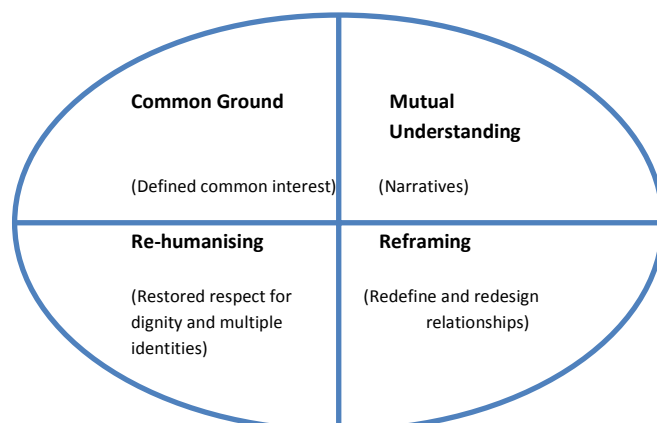 Common Ground
(Defined common interest)
Mutual
Understanding
(Narratives)
Re-humanising
(Restored respect for
dignity and multiple
identities)
Reframing
(Redefine and redesign
relationships)